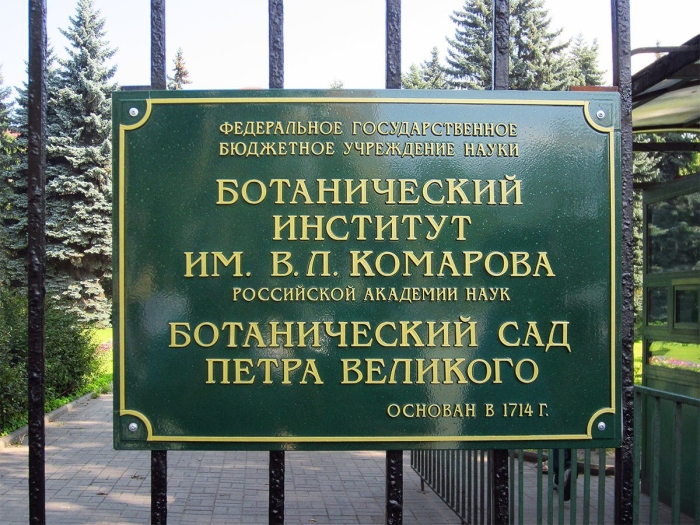 ФЕДЕРАЛЬНОЕ ГОСУДАРСТВЕННОЕ
БЮДЖЕТНОЕ УЧРЕЖДЕНИЕ НАУКИ
БОТАНИЧЕСКИЙ
ИНСТИТУТ
ИМ. В.Л. КОМАРОВА
РОССИЙСКОЙ АКАДЕМИИ НАУК
БОТАНИЧЕСКИЙ САД
ПЕТРА ВЕЛИКОГО
ОСНОВАН В 1714 Г.